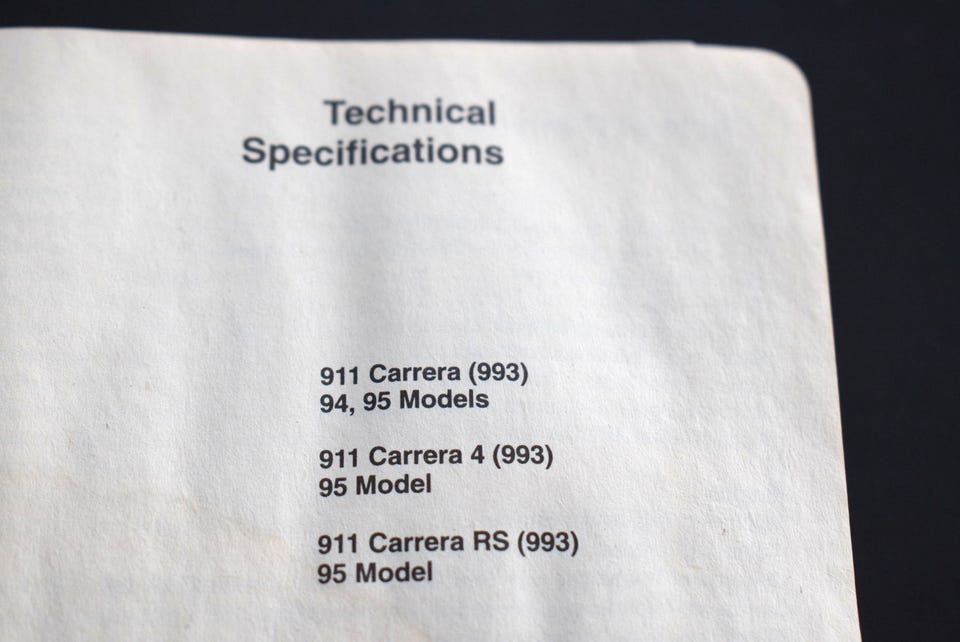 Technical
Specifications
911 Carrera (993)
94, 95 Models
911 Carrera 4 (993)
95 Model
911 Carrera RS (993)
95 Model